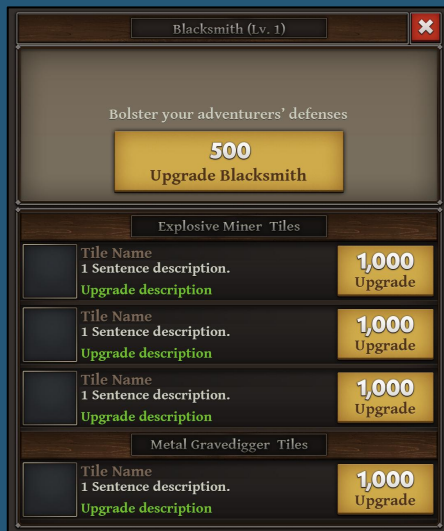 Blacksmith (Lv. 1)
Bolster your adventurers' defenses
500
Upgrade Blacksmith
Explosive Miner Tiles
Tile Name
1 Sentence description.
Upgrade description
1,000
Upgrade
Tile Name
1 Sentence description.
Upgrade description
1,000
Upgrade
Tile Name
1 Sentence description.
Upgrade description
1,000
Upgrade
Metal Gravedigger Tiles
Tile Name
1 Sentence description.
Upgrade description
1,000
Upgrade